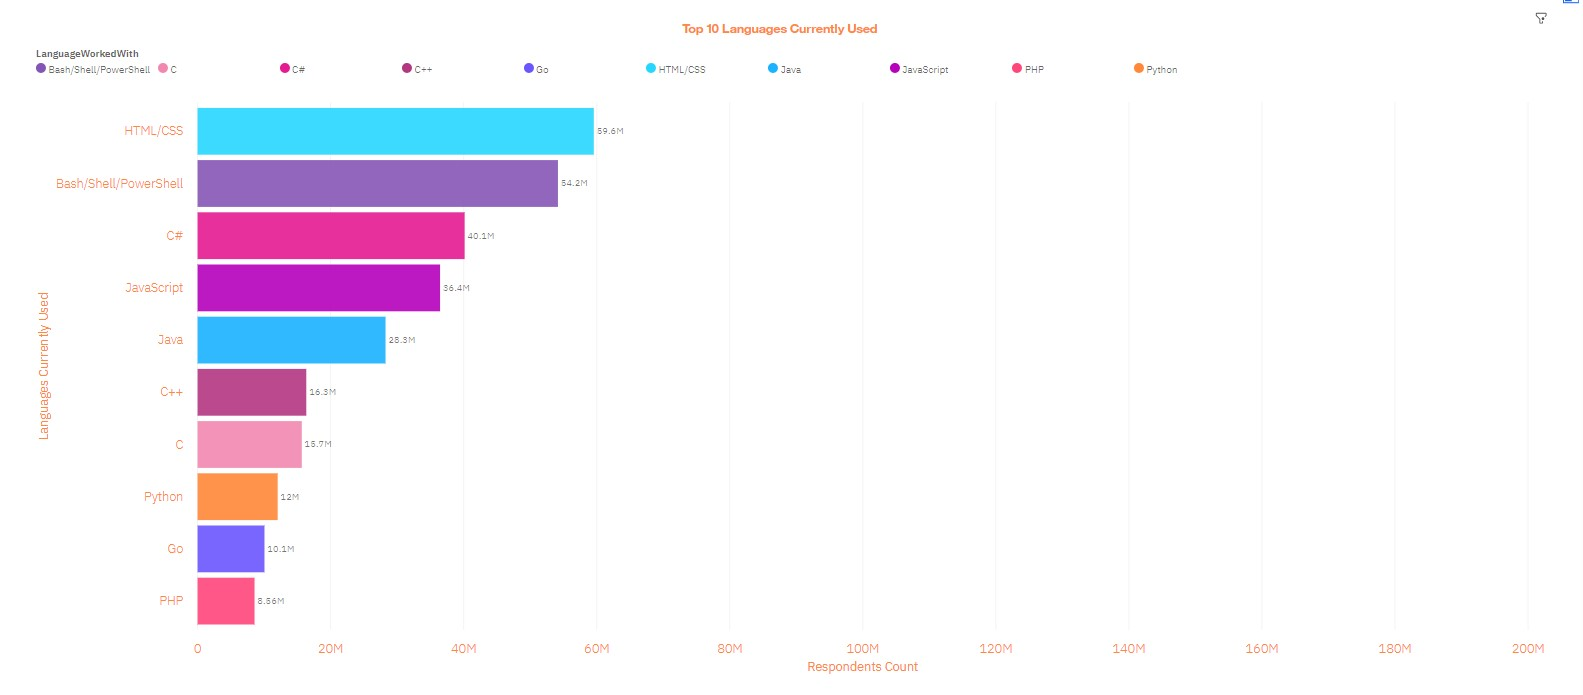 Top 10 Languages Currently Used
LanguageWorkedWith
Bash/Shell/PowerShell C C# C++ Go HTML/CSS Java JavaScript PHP Python
HTML/CSS 59.6M
Bash/Shell/PowerShell 54.2M
C# 40.1M
JavaScript 36.4M
Java 28.3M
C++ 16.3M
C 15.7M
Python 12M
Go 10.1M
PHP 8.56M
Languages Currently Used
0 20M 40M 60M 80M 100M 120M 140M 160M 180M 200M
Respondents Count